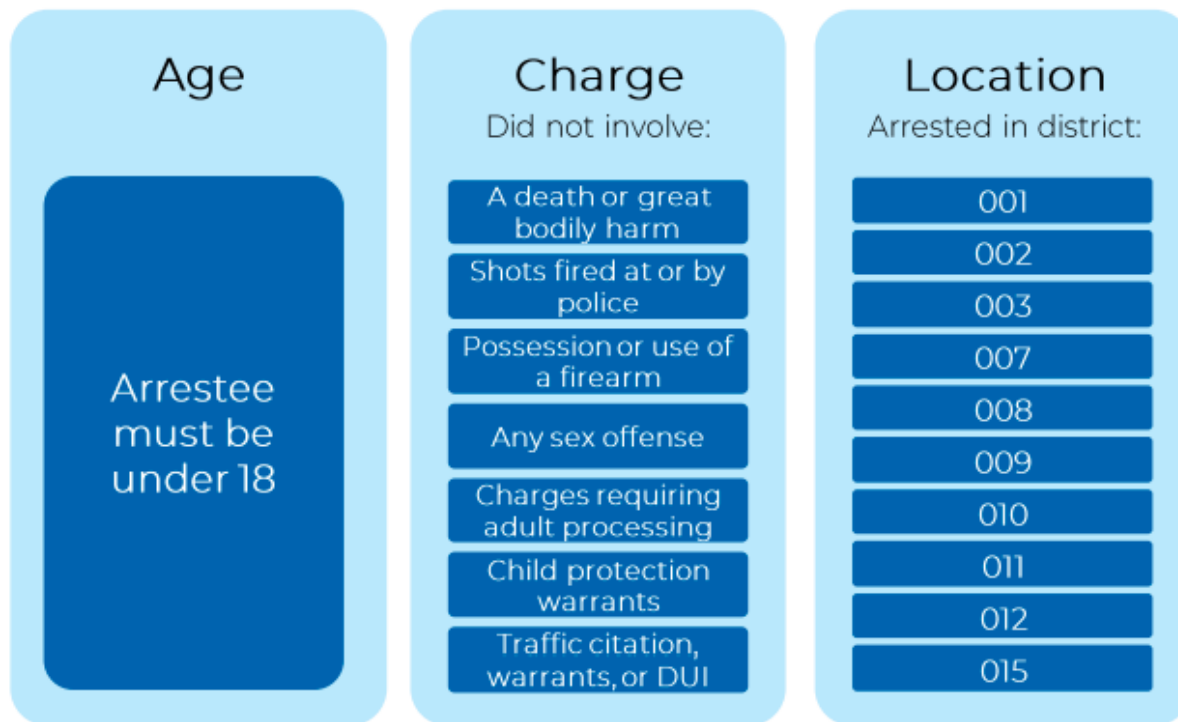 Age
Arrestee
must be
under 18
Charge
Did not involve:
A death or great
bodily harm
Shots fired at or by
police
Possession or use of
a firearm
Any sex offense
Charges requiring
adult processing
Child protection
warrants
Traffic citation,
warrants, or DUI
Location
Arrested in district:
001
002
003
007
008
009
010
011
012
015